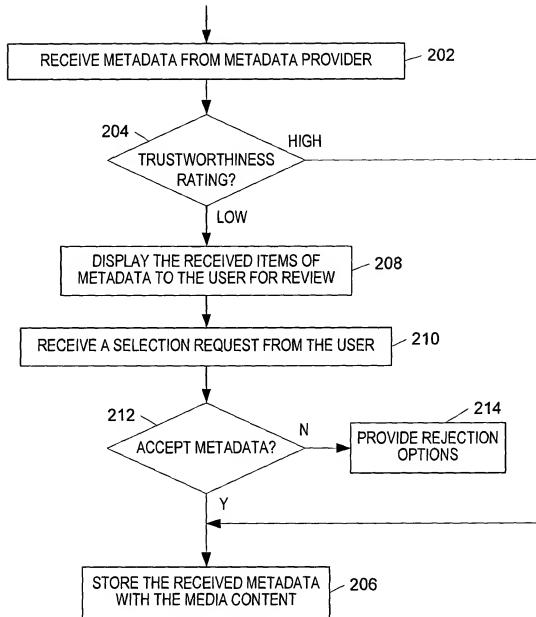 RECEIVE METADATA FROM METADATA PROVIDER
202
204
HIGH
TRUSTWORTHINESS
RATING?
LOW
DISPLAY THE RECEIVED ITEMS OF
METADATA TO THE USER FOR REVIEW
208
RECEIVE A SELECTION REQUEST FROM THE USER
210
212
214
N
ACCEPT METADATA?
PROVIDE REJECTION
OPTIONS
Y
STORE THE RECEIVED METADATA
WITH THE MEDIA CONTENT
206